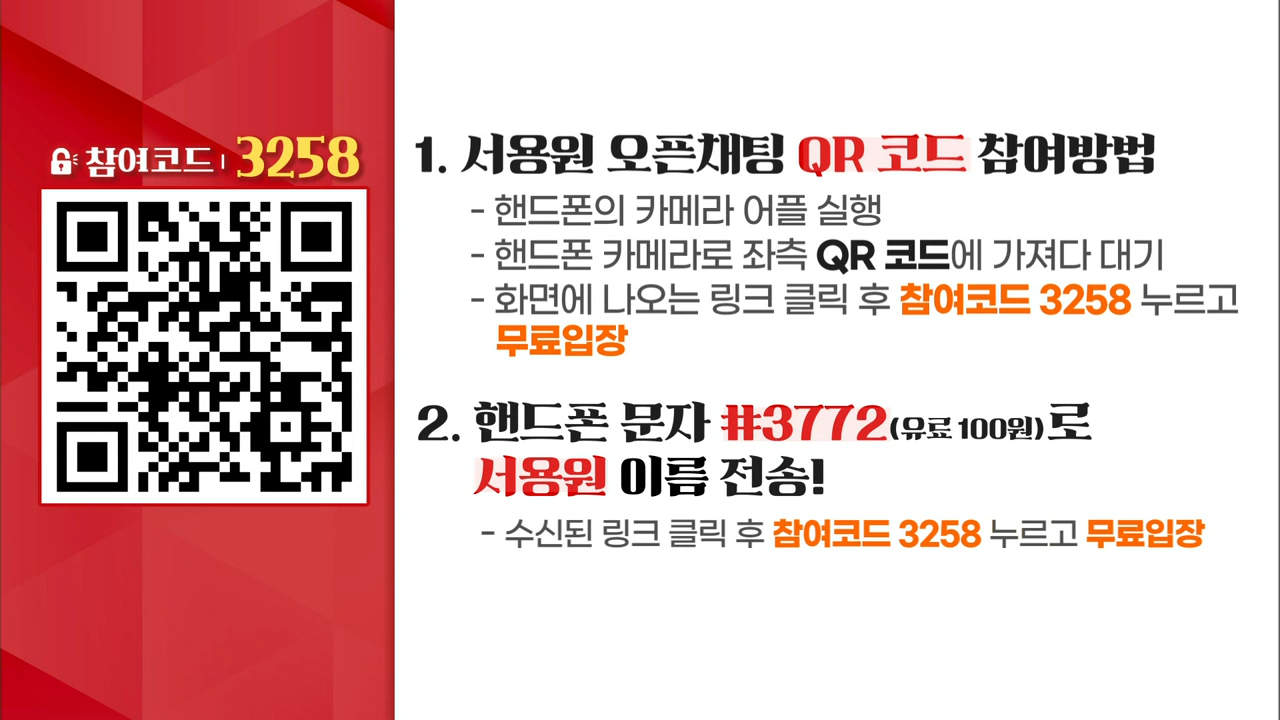 참여코드 3258
1. 서용원 오픈채팅 QR 코드 참여방법
- 핸드폰의 카메라 어플 실행
- 핸드폰 카메라로 좌측 QR 코드에 가져다 대기
- 화면에 나오는 링크 클릭 후 참여코드 3258 누르고
무료입장
2. 핸드폰 문자 #3772(유료 100원)로
서용원 이름 전송!
- 수신된 링크 클릭 후 참여코드 3258 누르고 무료입장